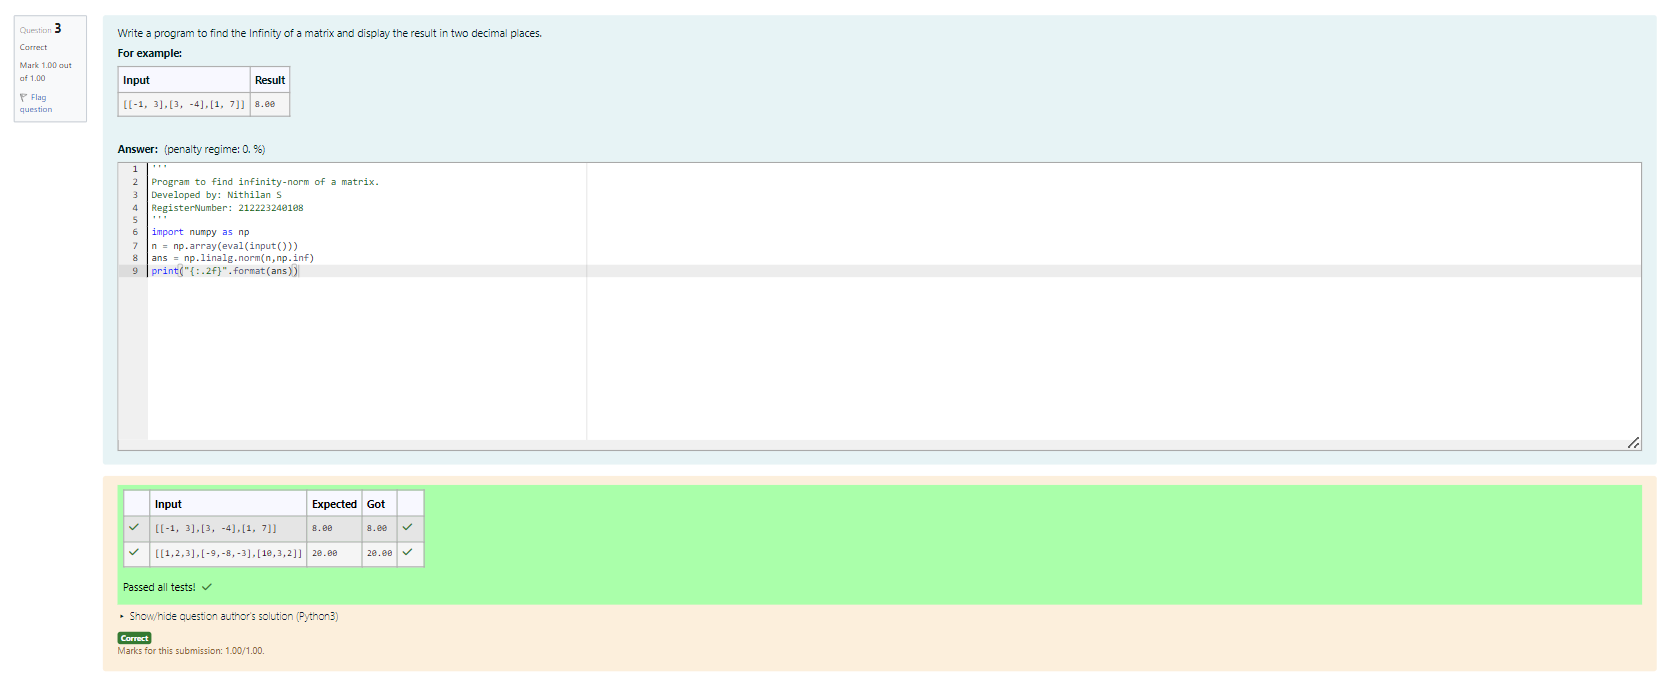 Question 3
Correct
Mark 1.00 out
of 1.00
Flag
question
Write a program to find the Infinity of a matrix and display the result in two decimal places.
For example:
Input Result
[[-1, 3],[3, -4],[1, 7]] 8.00
Answer: (penalty regime: 0, %)
1 '''
2 Program to find infinity-norm of a matrix.
3 Developed by: Nithilan S
4 RegisterNumber: 212223240108
5 '''
6 import numpy as np
7 n = np.array(eval(input()))
8 ans = np.linalg.norm(n,np.inf)
9 print("{:.2f}".format(ans))
Input Expected Got
[[-1, 3],[3, -4],[1, 7]] 8.00 8.00
[[1,2,3],[-9,-8,-3],[10,3,2]] 20.00 20.00
Passed all tests!
Show/hide question author's solution (Python3)
Correct
Marks for this submission: 1.00/1.00.